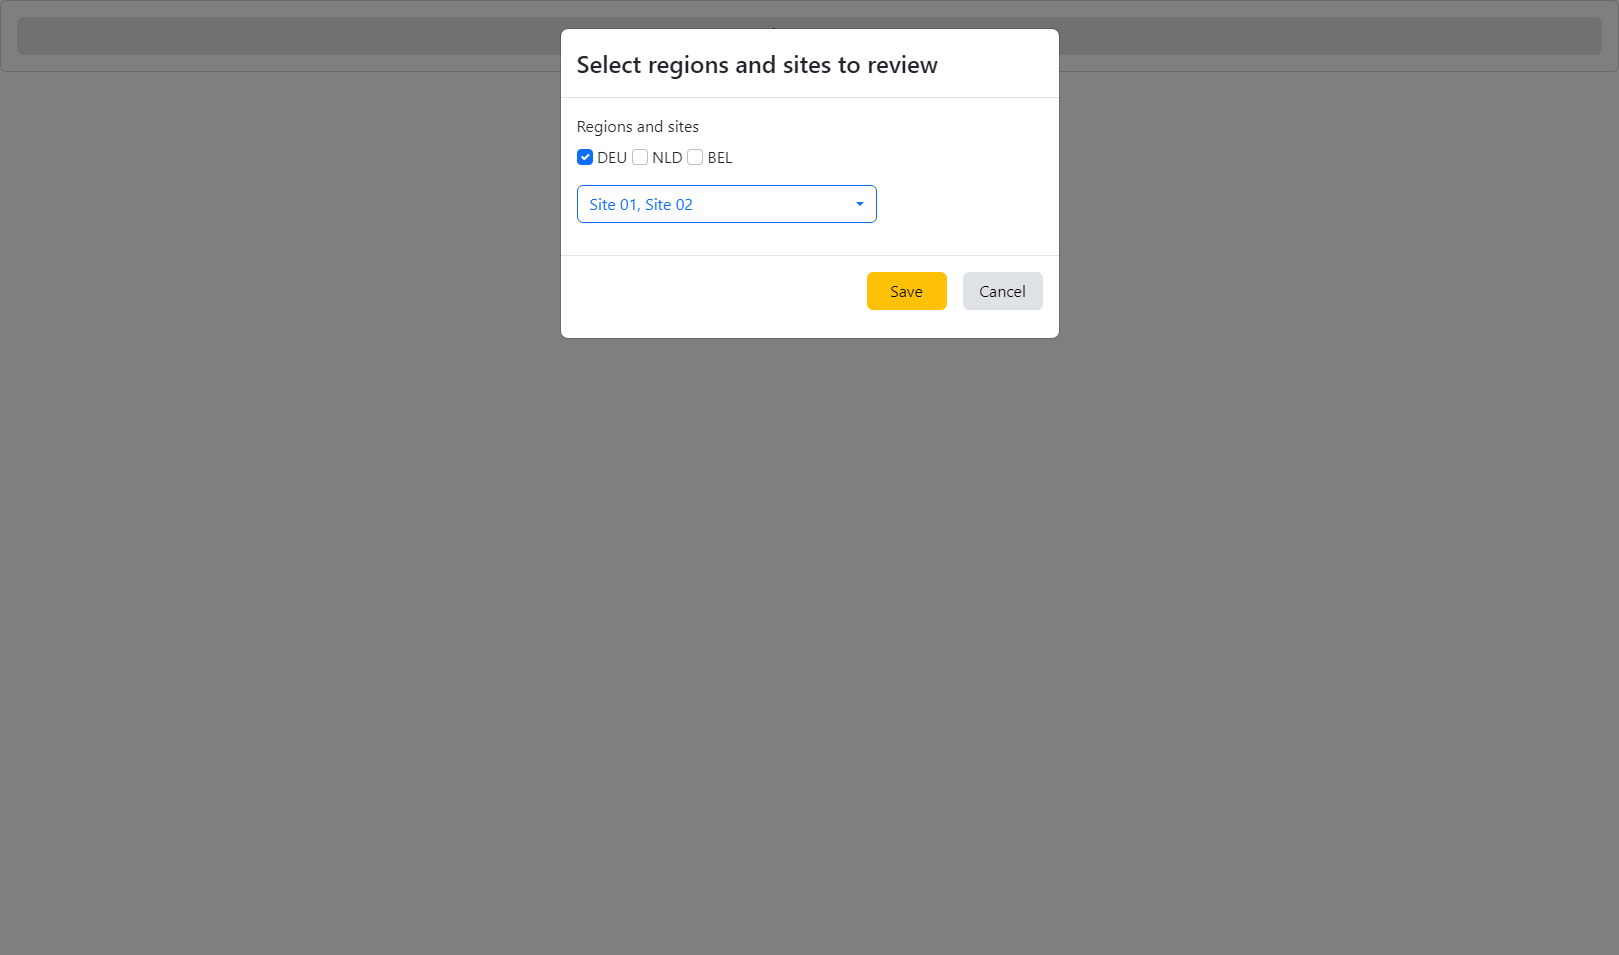 Select regions and sites to review
Regions and sites
DEU NLD BEL
Site 01, Site 02
Save Cancel